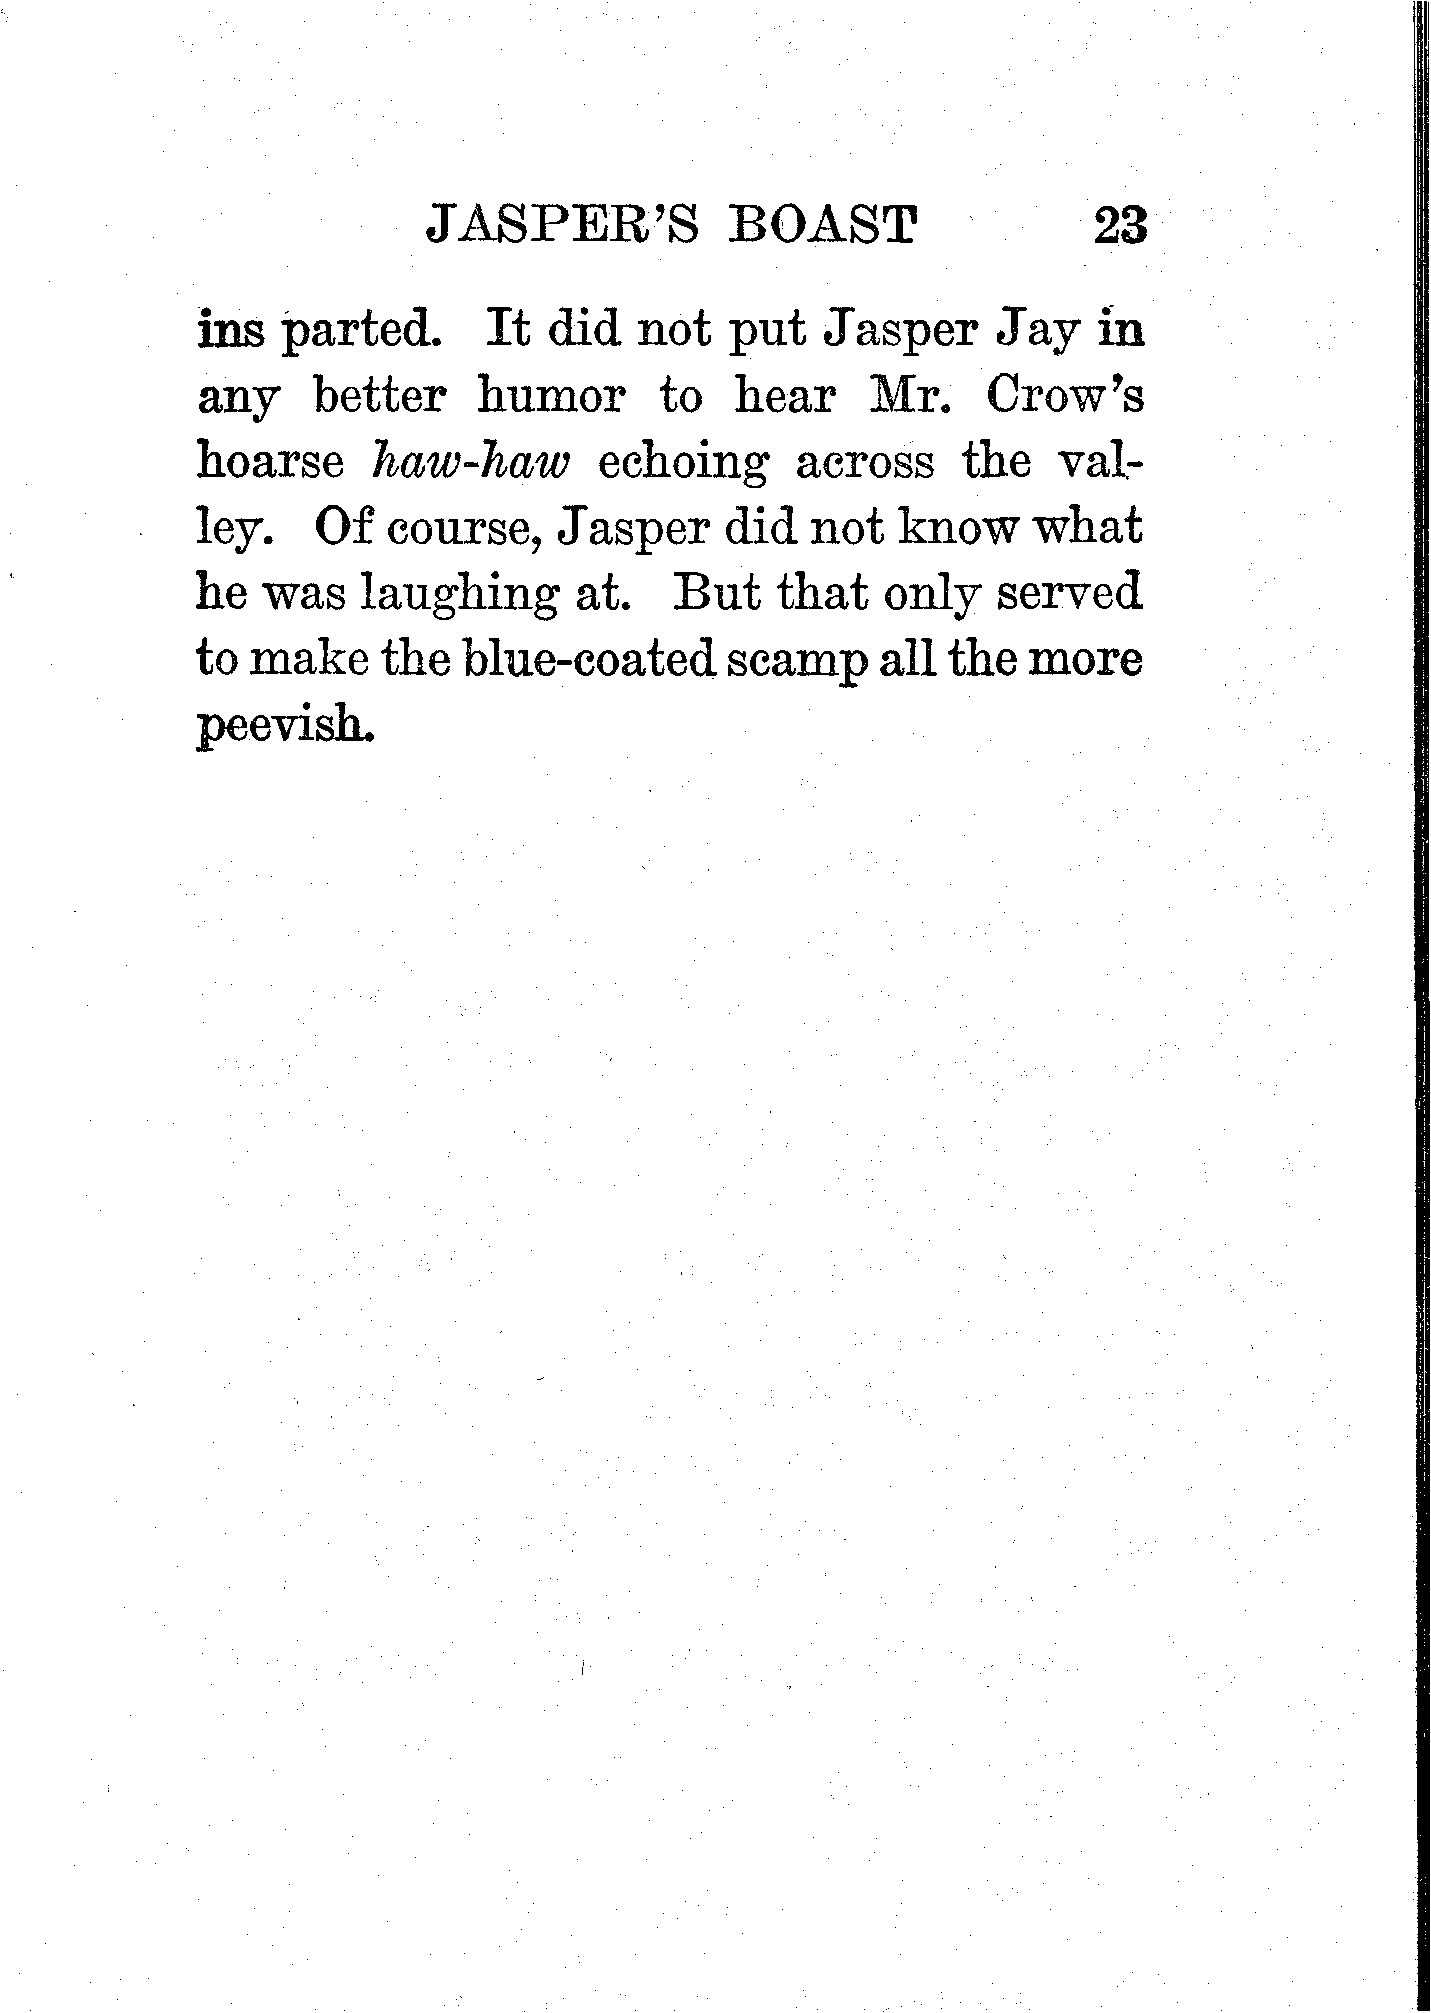 JASPER'S BOAST 23
ins parted. It did not put Jasper Jay in
any better humor to hear Mr. Crow's
hoarse haw-haw echoing across the val-
ley. Of course, Jasper did not know what
he was laughing at. But that only served
to make the blue-coated scamp all the more
peevish.